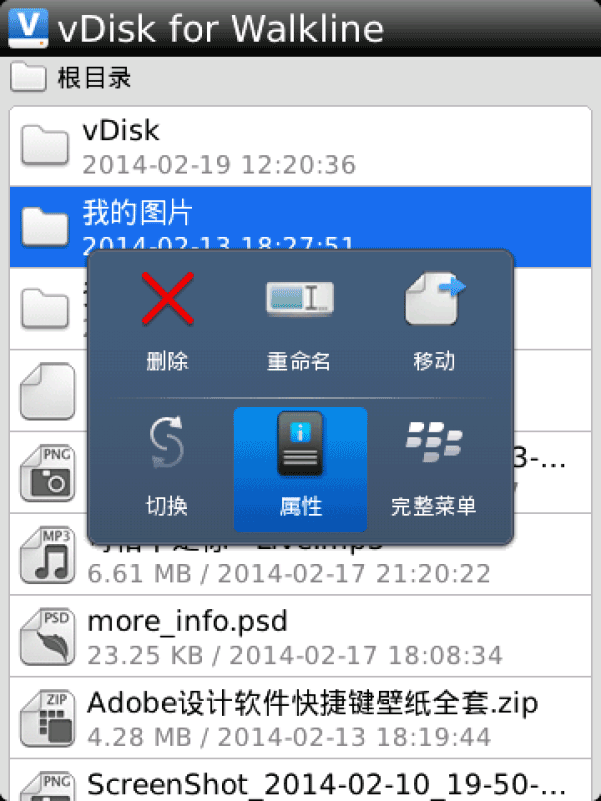 vDisk for Walkline
根目录
vDisk
2014-02-19 12:20:36
我的图片
2014-02-13 18:27:51
删除
重命名
移动
切换
属性
完整菜单
PNG
3-...
MP3
Live.mp3
6.61 MB / 2014-02-17 21:20:22
PSD
more_info.psd
23.25 KB / 2014-02-17 18:08:34
ZIP
Adobe设计软件快捷键壁纸全套.zip
4.28 MB / 2014-02-13 18:19:44
PNG
ScreenShot_2014-02-10_19-50-...